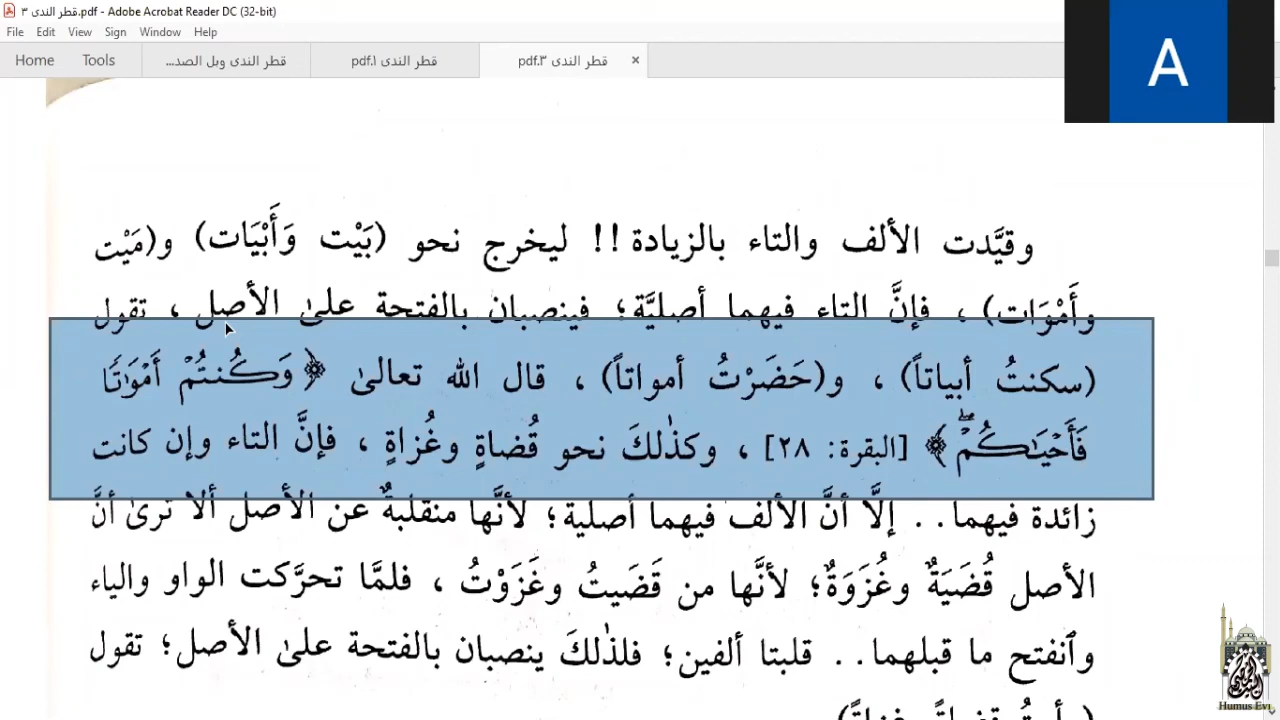 قطر الندى ٣.pdf - Adobe Acrobat Reader DC (32-bit)
File Edit View Sign Window Help
Home Tools قطر الندى وبل الصد... قطر الندى ١.pdf قطر الندى ٣.pdf ×
A
وقيَّدت الألف والتاء بالزيادة!! ليخرج نحو (بَيْت وَأَبْيَات) و(مَيْت
وأَمْوَات) ، فإنَّ التاء فيهما أصليَّة؛ فينصبان بالفتحة علىٰ الأصل ، تقول
(سكنتُ أبياتاً) ، و(حَضَرْتُ أمواتاً) ، قال الله تعالىٰ ﴿وَكُنتُمْ أَمْوَٰتًا
فَأَحْيَٰكُمْۖ﴾ [البقرة: ٢٨] ، وكذٰلكَ نحو قُضاةٍ وغُزاةٍ ، فإنَّ التاء وإن كانت
زائدة فيهما.. إلَّا أنَّ الألف فيهما أصلية؛ لأنَّها منقلبةٌ عن الأصل ألا ترىٰ أنَّ
الأصل قُضَيَةٌ وغُزَوَةٌ؛ لأنَّها من قَضَيتُ وغَزَوْتُ ، فلمَّا تحرَّكت الواو والياء
وٱنفتح ما قبلهما.. قلبتا ألفين؛ فلذٰلكَ ينصبان بالفتحة علىٰ الأصل؛ تقول
Humus Evi